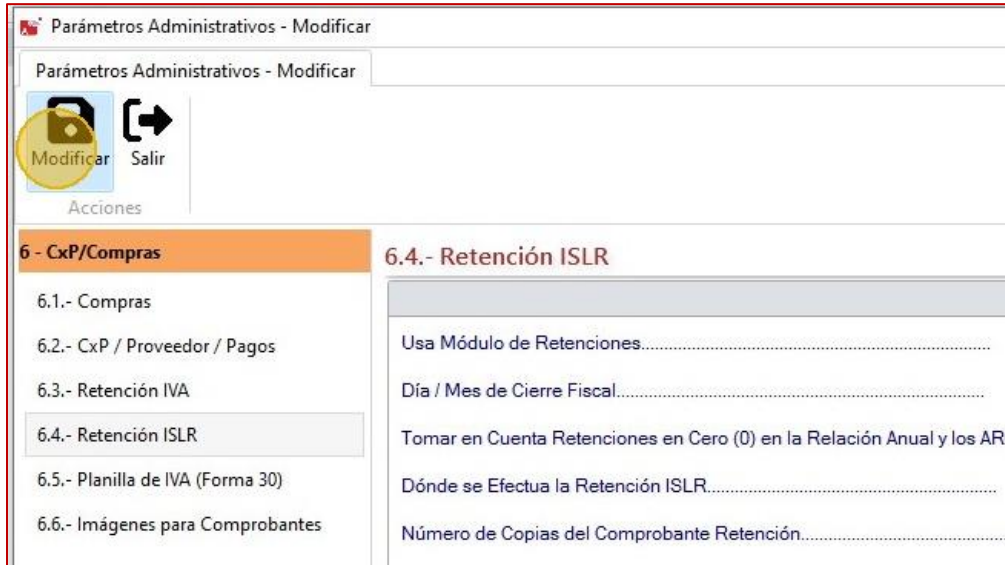 Parámetros Administrativos - Modificar
Parámetros Administrativos - Modificar
Modificar Salir
Acciones
6 - CxP/Compras
6.1.- Compras
6.2.- CxP / Proveedor / Pagos
6.3.- Retención IVA
6.4.- Retención ISLR
6.5.- Planilla de IVA (Forma 30)
6.6.- Imágenes para Comprobantes
6.4.- Retención ISLR
Usa Módulo de Retenciones
Día / Mes de Cierre Fiscal
Tomar en Cuenta Retenciones en Cero (0) en la Relación Anual y los AR
Dónde se Efectua la Retención ISLR
Número de Copias del Comprobante Retención